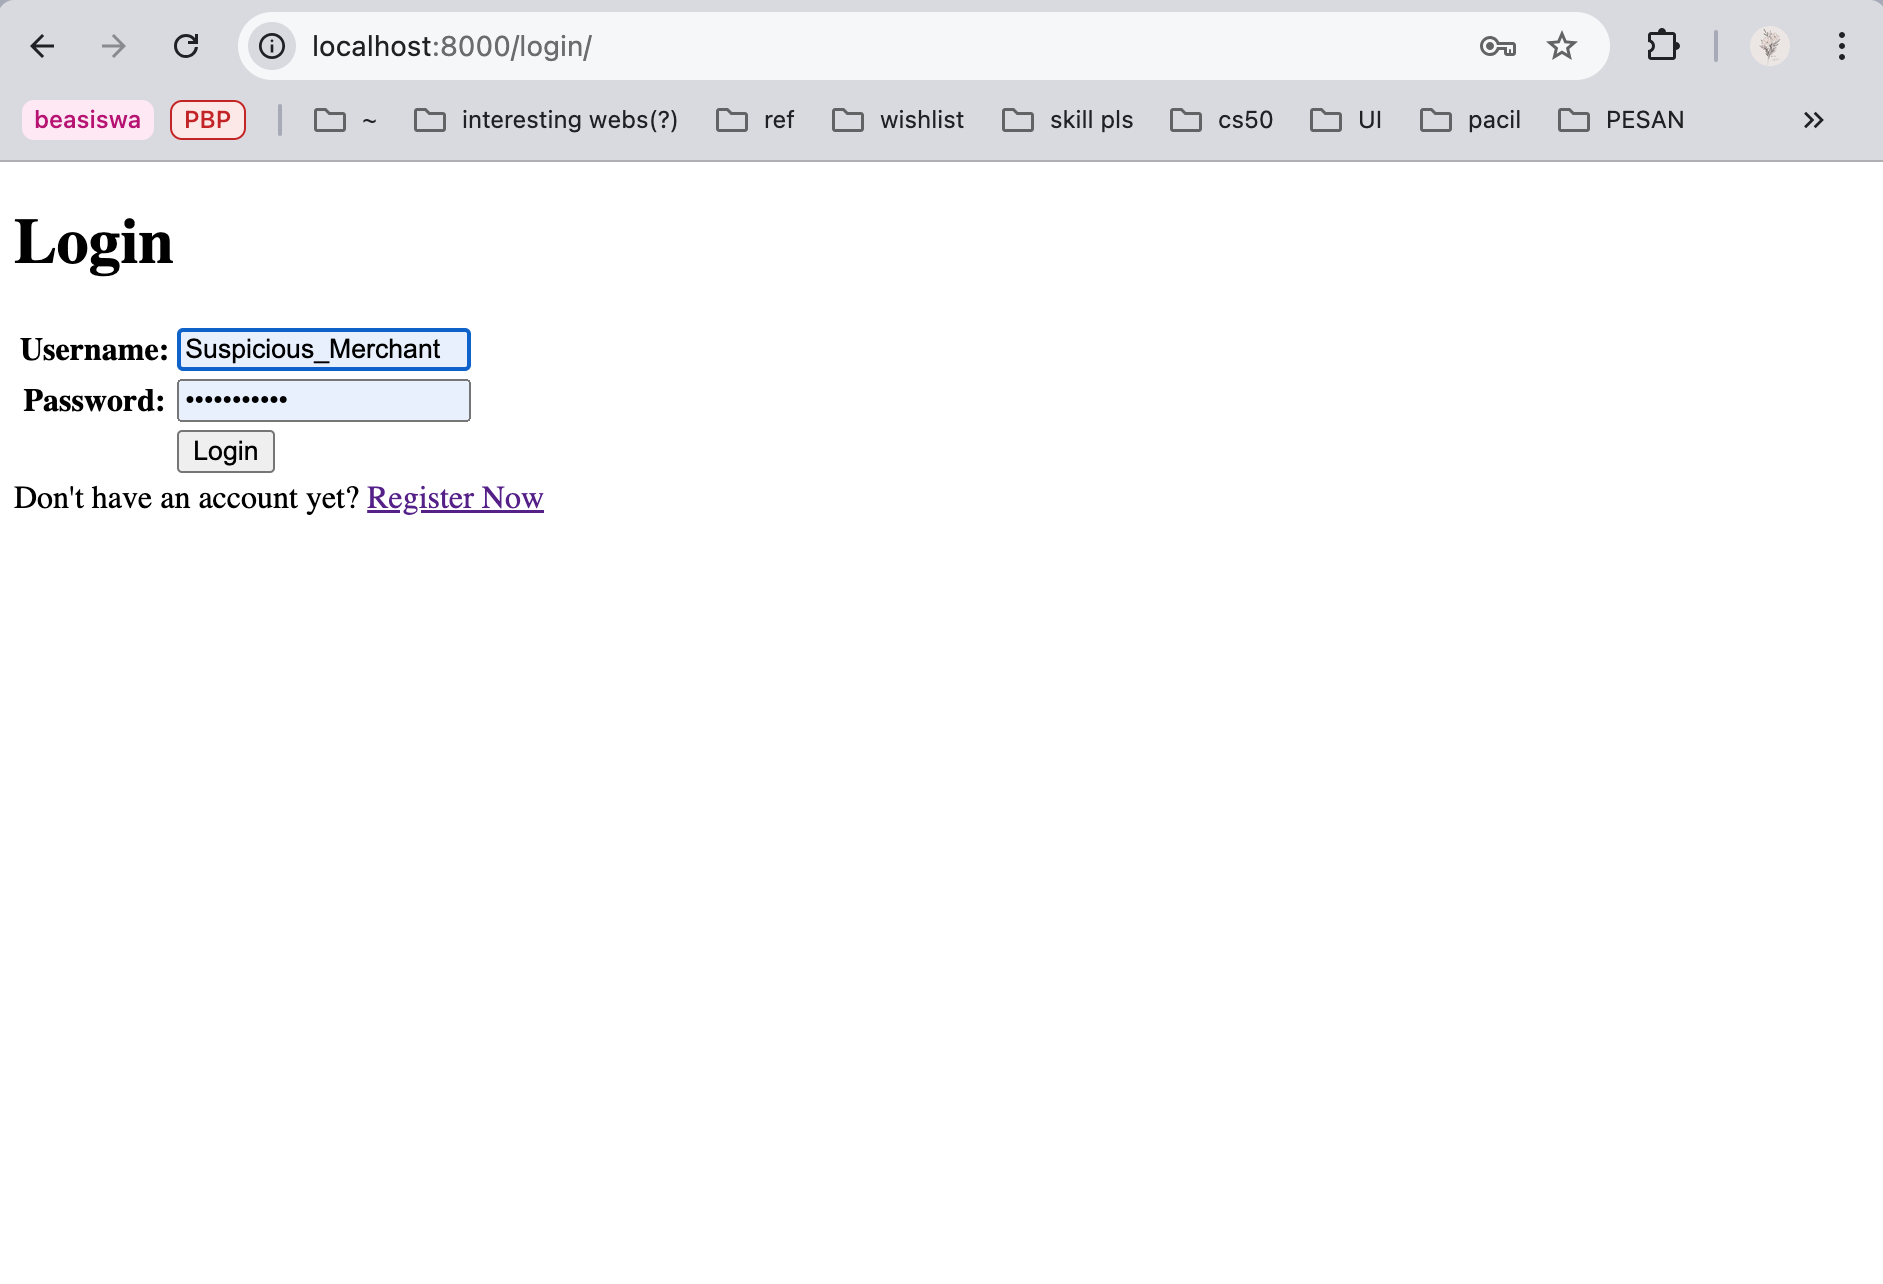 localhost:8000/login/
beasiswa PBP ~ interesting webs(?) ref wishlist skill pls cs50 UI pacil PESAN
Login
Username: Suspicious_Merchant
Password: •••••••••••
Login
Don't have an account yet? Register Now